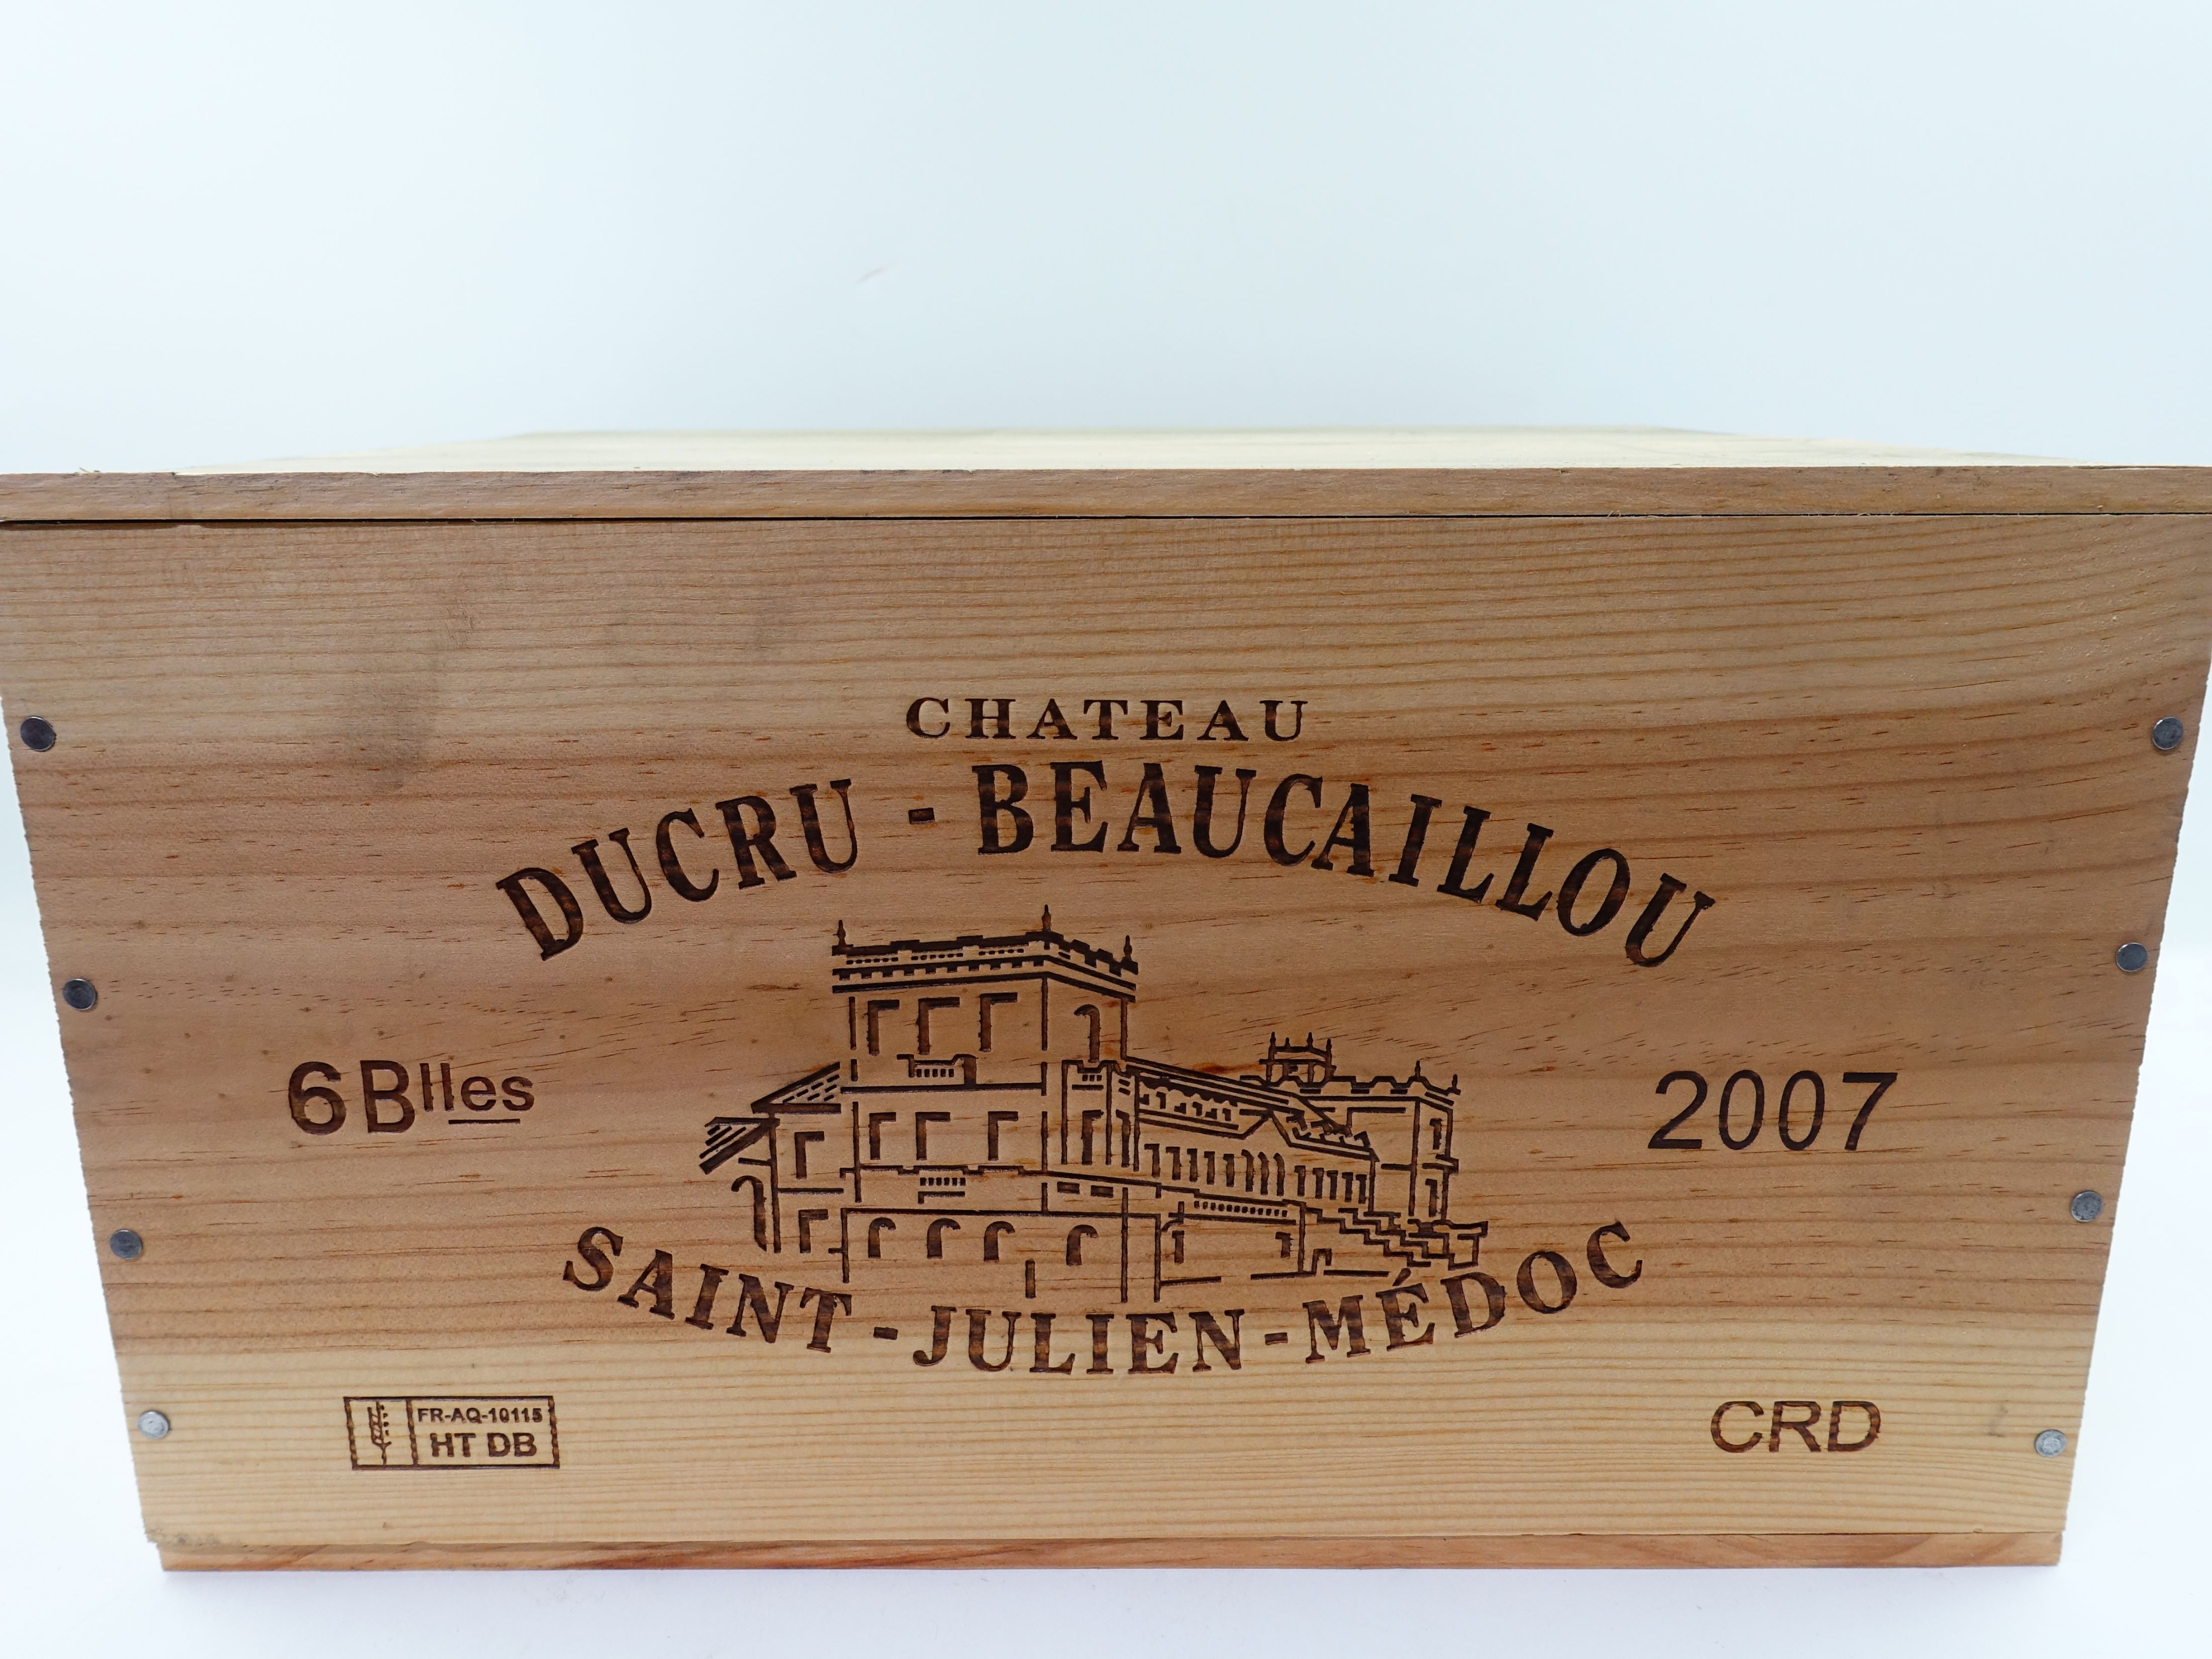 CHATEAU
DUCRU - BEAUCAILLOU
6 Blles
2007
SAINT - JULIEN - MÉDOC
FR-AQ-10115
HT DB
CRD